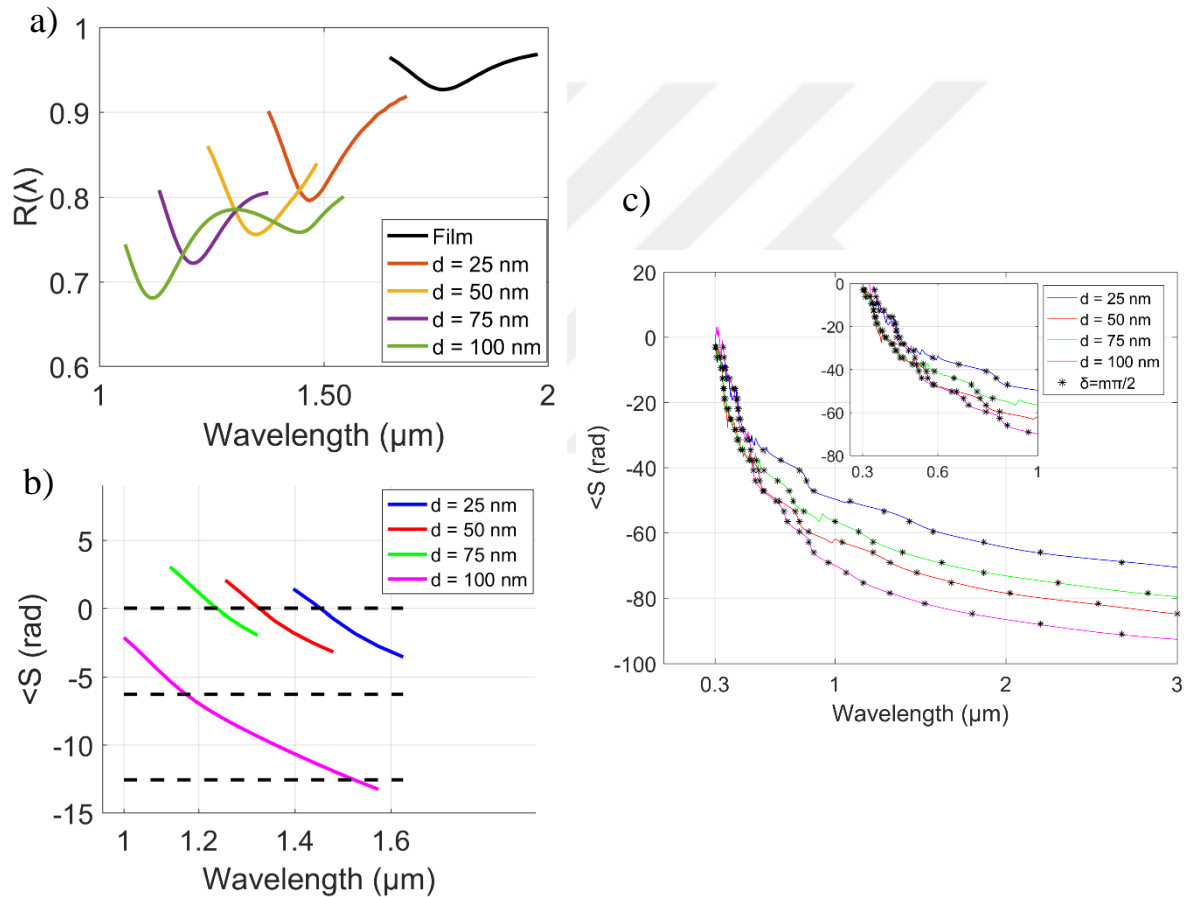 a)
1
0.9
0.8
0.7
0.6
R(λ)
Film
d = 25 nm
d = 50 nm
d = 75 nm
d = 100 nm
1
1.50
2
Wavelength (µm)
b)
5
0
-5
-10
-15
<S (rad)
d = 25 nm
d = 50 nm
d = 75 nm
d = 100 nm
1
1.2
1.4
1.6
Wavelength (µm)
c)
20
0
-20
-40
-60
-80
-100
<S (rad)
0
-20
-40
-60
-80
0.3
0.6
1
d = 25 nm
d = 50 nm
d = 75 nm
d = 100 nm
δ=mπ/2
0.3
1
2
3
Wavelength (µm)